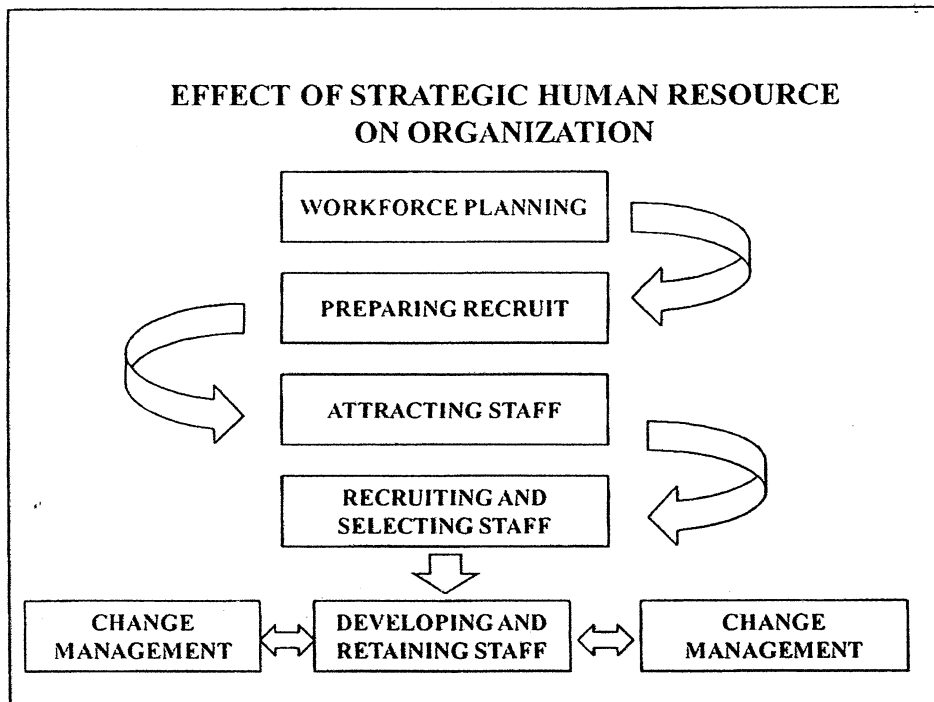 EFFECT OF STRATEGIC HUMAN RESOURCE
ON ORGANIZATION
WORKFORCE PLANNING
PREPARING RECRUIT
ATTRACTING STAFF
RECRUITING AND
SELECTING STAFF
CHANGE
MANAGEMENT
DEVELOPING AND
RETAINING STAFF
CHANGE
MANAGEMENT